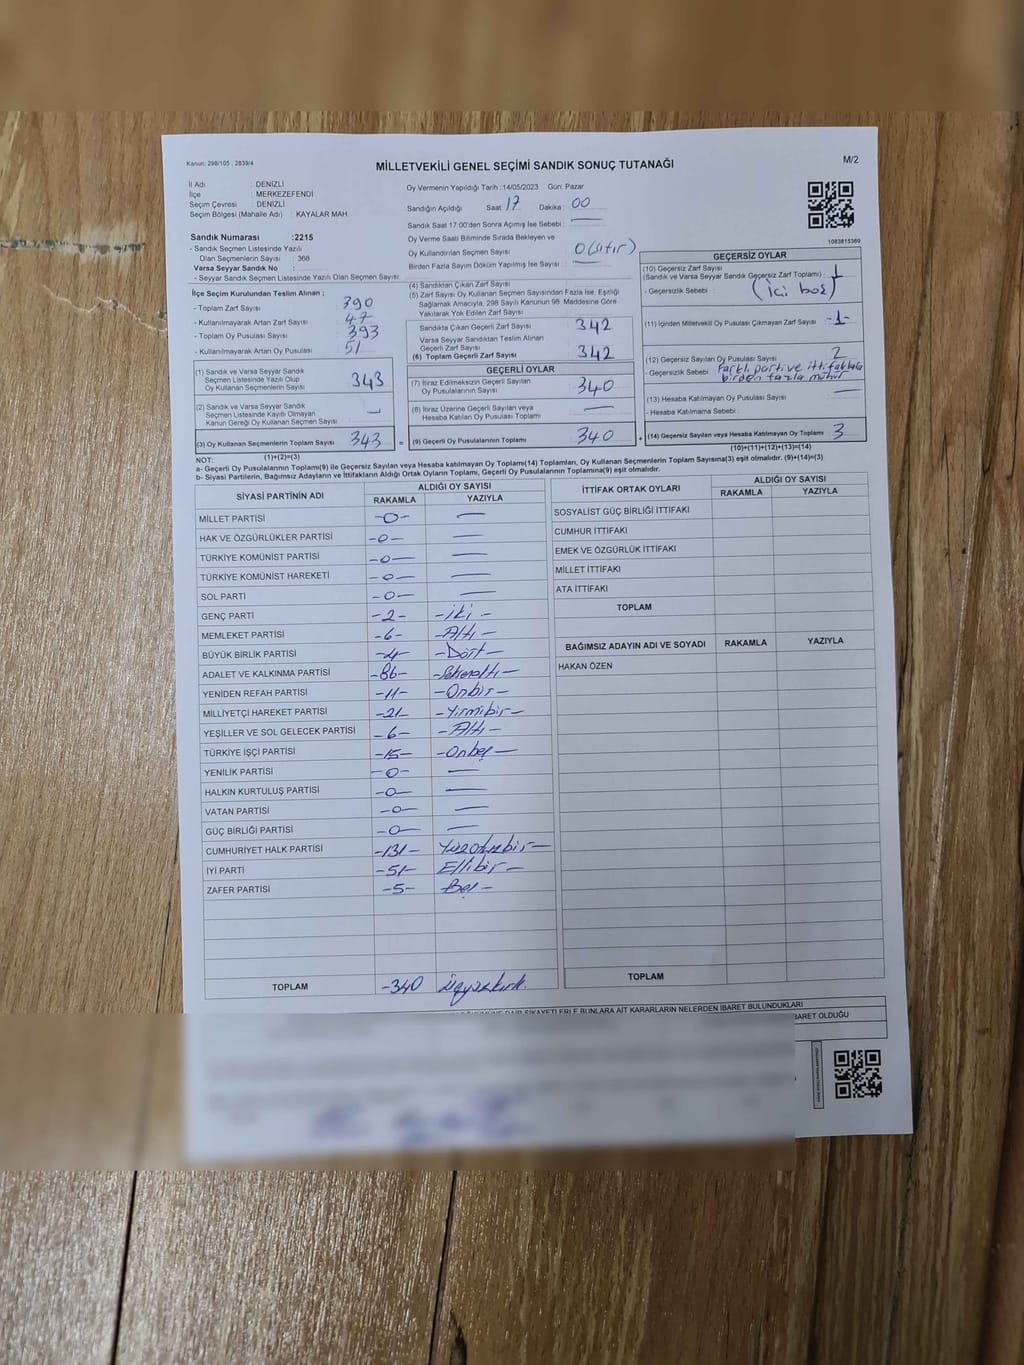 Kanun: 298/105 , 2839/4
MİLLETVEKİLİ GENEL SEÇİMİ SANDIK SONUÇ TUTANAĞI
M/2
İl Adı : DENİZLİ
İlçe : MERKEZEFENDİ
Seçim Çevresi : DENİZLİ
Seçim Bölgesi (Mahalle Adı) : KAYALAR MAH
Oy Vermenin Yapıldığı Tarih :14/05/2023 Gün: Pazar
Sandığın Açıldığı Saat : 17 Dakika : 00
Sandık Saat 17:00'den Sonra Açılmış İse Sebebi : —
Oy Verme Saati Bitiminde Sırada Bekleyen ve
Oy Kullandırılan Seçmen Sayısı : 0 (sıfır)
Birden Fazla Sayım Döküm Yapılmış İse Sayısı : —
1083815369
Sandık Numarası :2215
- Sandık Seçmen Listesinde Yazılı
Olan Seçmenlerin Sayısı : 368
Varsa Seyyar Sandık No :
- Seyyar Sandık Seçmen Listesinde Yazılı Olan Seçmen Sayısı:
İlçe Seçim Kurulundan Teslim Alınan ;
- Toplam Zarf Sayısı : 390
- Kullanılmayarak Artan Zarf Sayısı : 47
- Toplam Oy Pusulası Sayısı : 393
- Kullanılmayarak Artan Oy Pusulası : 51
(1) Sandık ve Varsa Seyyar Sandık
Seçmen Listesinde Yazılı Olup
Oy Kullanan Seçmenlerin Sayısı 343
(2) Sandık ve Varsa Seyyar Sandık
Seçmen Listesinde Kayıtlı Olmayan
Kanun Gereği Oy Kullanan Seçmen Sayısı —
(3) Oy Kullanan Seçmenlerin Toplam Sayısı 343 =
(1)+(2)=(3)
(4) Sandıktan Çıkan Zarf Sayısı
(5) Zarf Sayısı Oy Kullanan Seçmen Sayısından Fazla İse, Eşitliği
Sağlamak Amacıyla, 298 Sayılı Kanunun 98. Maddesine Göre
Yakılarak Yok Edilen Zarf Sayısı
Sandıkta Çıkan Geçerli Zarf Sayısı 342
Varsa Seyyar Sandıktan Teslim Alınan
Geçerli Zarf Sayısı
(6) Toplam Geçerli Zarf Sayısı 342
GEÇERLİ OYLAR
(7) İtiraz Edilmeksizin Geçerli Sayılan
Oy Pusulalarının Sayısı 340
(8) İtiraz Üzerine Geçerli Sayılan veya
Hesaba Katılan Oy Pusulası Toplamı —
(9) Geçerli Oy Pusulalarının Toplamı 340 +
GEÇERSİZ OYLAR
(10) Geçersiz Zarf Sayısı
(Sandık ve Varsa Seyyar Sandık Geçersiz Zarf Toplamı) : 1
- Geçersizlik Sebebi : (İçi boş)
(11) İçinden Milletvekili Oy Pusulası Çıkmayan Zarf Sayısı -1-
(12) Geçersiz Sayılan Oy Pusulası Sayısı 2
- Geçersizlik Sebebi : Farklı parti ve ittifaklara
birden fazla mühür
(13) Hesaba Katılmayan Oy Pusulası Sayısı —
- Hesaba Katılmama Sebebi :
(14) Geçersiz Sayılan veya Hesaba Katılmayan Oy Toplamı 3
(10)+(11)+(12)+(13)=(14)
NOT:
a- Geçerli Oy Pusulalarının Toplamı(9) ile Geçersiz Sayılan veya Hesaba katılmayan Oy Toplam(14) Toplamları, Oy Kullanan Seçmenlerin Toplam Sayısına(3) eşit olmalıdır. (9)+(14)=(3)
b- Siyasi Partilerin, Bağımsız Adayların ve İttifakların Aldığı Ortak Oyların Toplamı, Geçerli Oy Pusulalarının Toplamına(9) eşit olmalıdır.
SİYASİ PARTİNİN ADI ALDIĞI OY SAYISI
RAKAMLA YAZIYLA
MİLLET PARTİSİ -0- —
HAK VE ÖZGÜRLÜKLER PARTİSİ -0- —
TÜRKİYE KOMÜNİST PARTİSİ -0- —
TÜRKİYE KOMÜNİST HAREKETİ -0- —
SOL PARTİ -0- —
GENÇ PARTİ -2- -İki-
MEMLEKET PARTİSİ -6- -Altı-
BÜYÜK BİRLİK PARTİSİ -4- -Dört-
ADALET VE KALKINMA PARTİSİ -86- -Seksenaltı-
YENİDEN REFAH PARTİSİ -11- -Onbir-
MİLLİYETÇİ HAREKET PARTİSİ -21- -Yirmibir-
YEŞİLLER VE SOL GELECEK PARTİSİ -6- -Altı-
TÜRKİYE İŞÇİ PARTİSİ -15- -Onbeş-
YENİLİK PARTİSİ -0- —
HALKIN KURTULUŞ PARTİSİ -0- —
VATAN PARTİSİ -0- —
GÜÇ BİRLİĞİ PARTİSİ -0- —
CUMHURİYET HALK PARTİSİ -131- Yüzotuzbir-
İYİ PARTİ -51- Ellibir-
ZAFER PARTİSİ -5- Beş-
TOPLAM -340 Üçyüzkırk.
İTTİFAK ORTAK OYLARI ALDIĞI OY SAYISI
RAKAMLA YAZIYLA
SOSYALİST GÜÇ BİRLİĞİ İTTİFAKI
CUMHUR İTTİFAKI
EMEK VE ÖZGÜRLÜK İTTİFAKI
MİLLET İTTİFAKI
ATA İTTİFAKI
TOPLAM
BAĞIMSIZ ADAYIN ADI VE SOYADI RAKAMLA YAZIYLA
HAKAN ÖZEN
TOPLAM
ŞİKAYETLERLE BUNLARA AİT KARARLARIN NELERDEN İBARET BULUNDUKLARI
BARET OLDUĞU